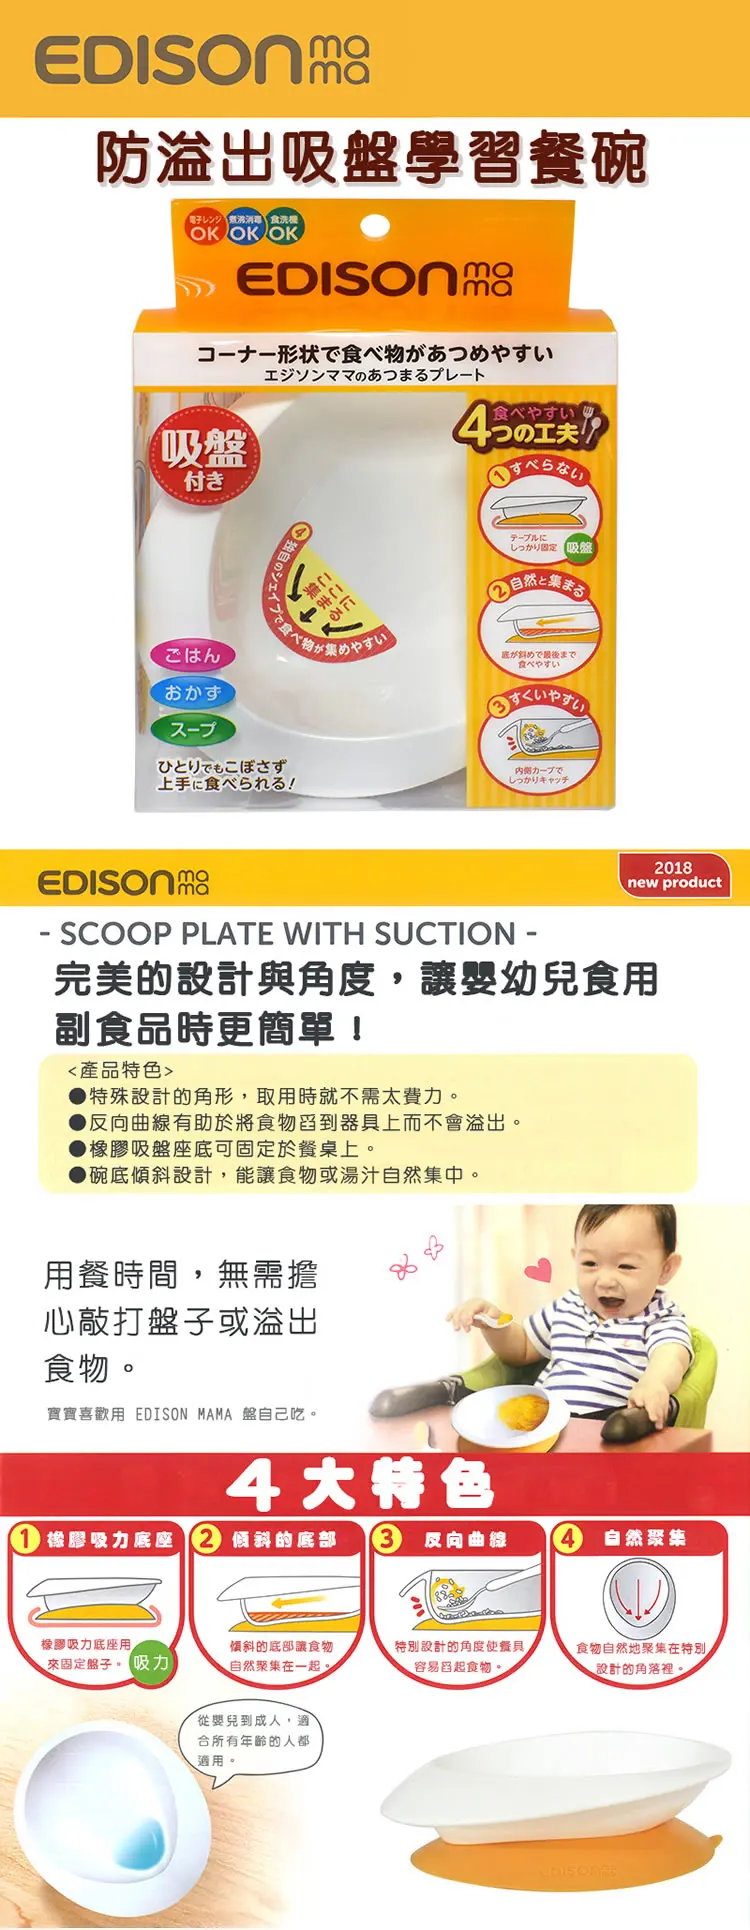 EDISON mama
防溢出吸盤學習餐碗
電子レンジ OK 煮沸消毒 OK 食洗機 OK
EDISON mama
コーナー形状で食べ物があつめやすい
エジソンママのあつまるプレート
吸盤
付き
食べやすい
4つの工夫
1 すべらない
テーブルに
しっかり固定
吸盤
2 自然と集まる
底が斜めで最後まで
食べやすい
3 すくいやすい
内側カーブで
しっかりキャッチ
4 独自のシェイプで食べ物が集めやすい
ごはん
おかず
スープ
ひとりでもこぼさず
上手に食べられる!
EDISON mama
2018
new product
- SCOOP PLATE WITH SUCTION -
完美的設計與角度，讓嬰幼兒食用
副食品時更簡單！
<產品特色>
●特殊設計的角形，取用時就不需太費力。
●反向曲線有助於將食物舀到器具上而不會溢出。
●橡膠吸盤座底可固定於餐桌上。
●碗底傾斜設計，能讓食物或湯汁自然集中。
用餐時間，無需擔
心敲打盤子或溢出
食物。
寶寶喜歡用 EDISON MAMA 盤自己吃。
4大特色
1 橡膠吸力底座
橡膠吸力底座用
來固定盤子。
吸力
2 傾斜的底部
傾斜的底部讓食物
自然聚集在一起。
3 反向曲線
特別設計的角度使餐具
容易舀起食物。
4 自然聚集
食物自然地聚集在特別
設計的角落裡。
從嬰兒到成人，適
合所有年齡的人都
適用。